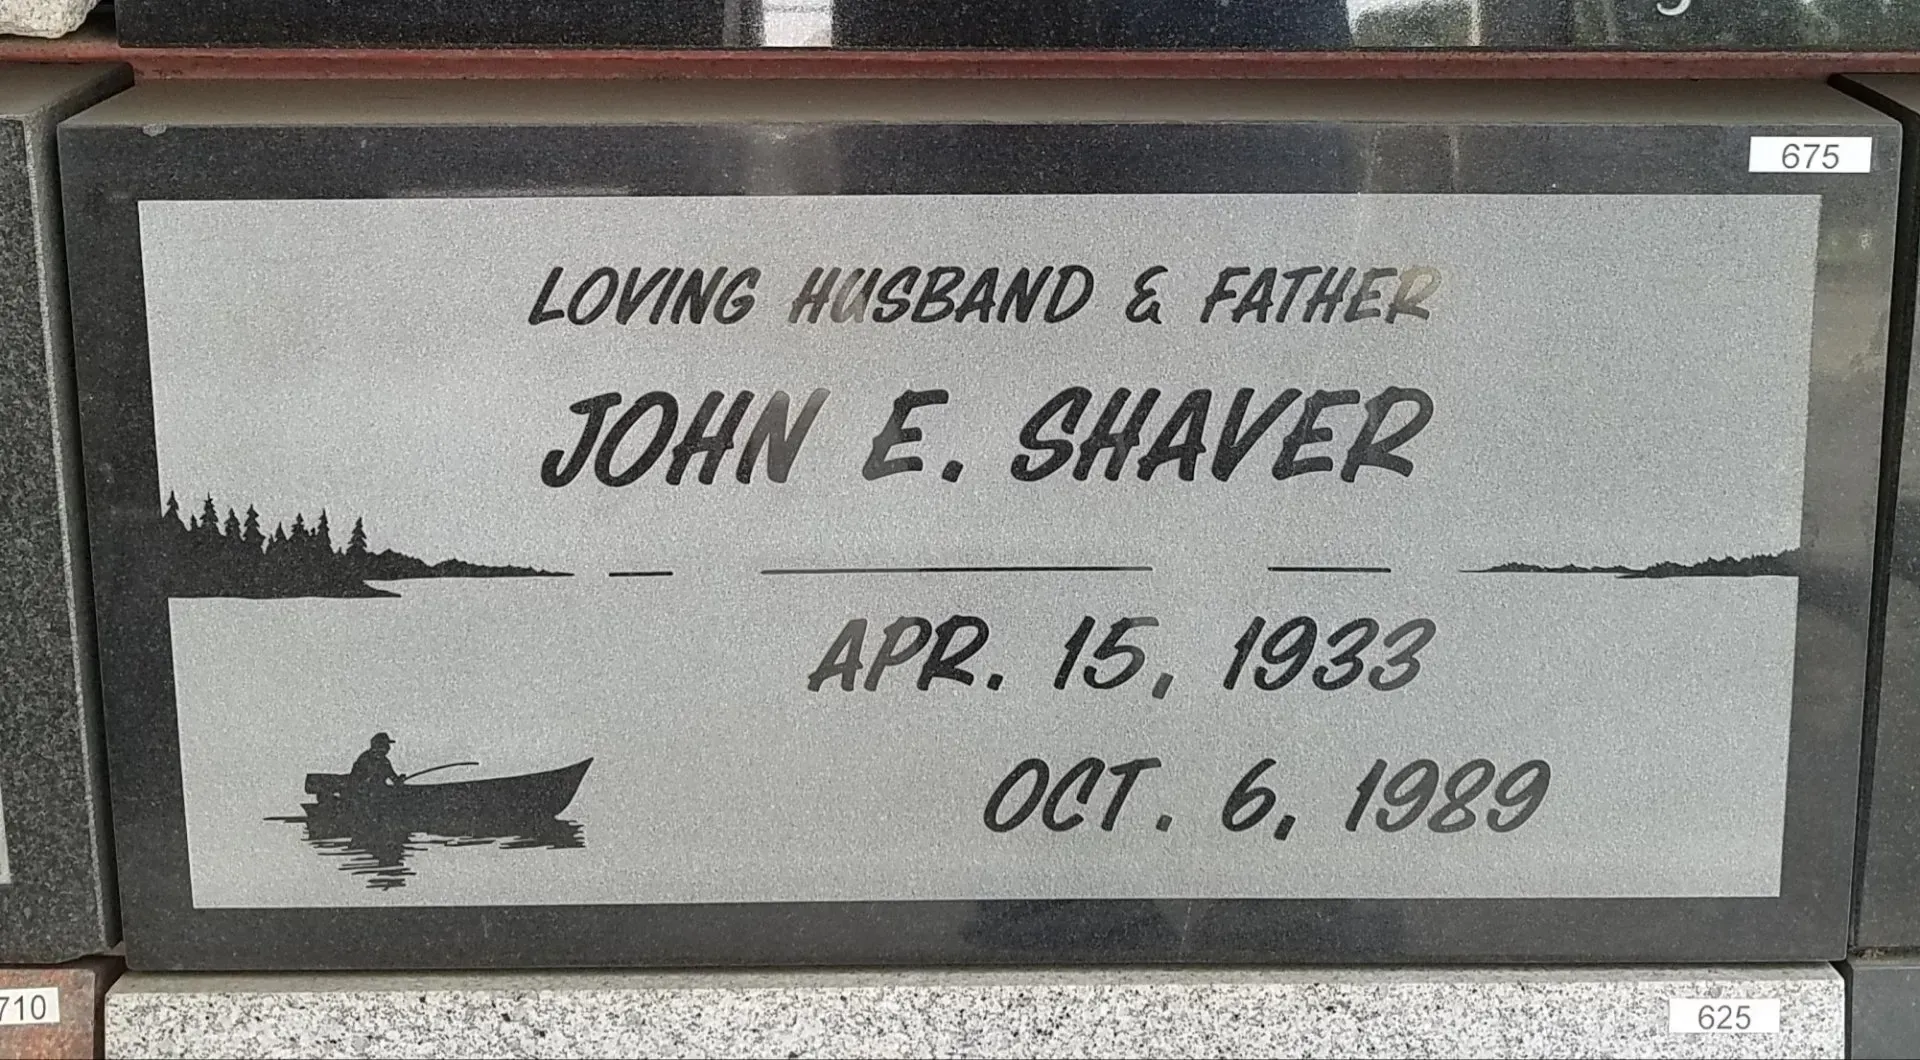 675
LOVING HUSBAND & FATHER
JOHN E. SHAVER
APR. 15, 1933
OCT. 6, 1989
710
625